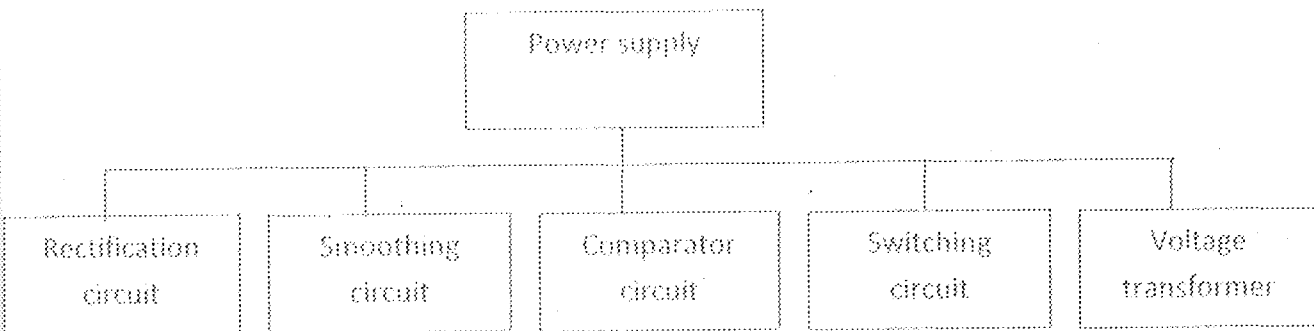 Power supply
Rectification
circuit
Smoothing
circuit
Comparator
circuit
Switching
circuit
Voltage
transformer